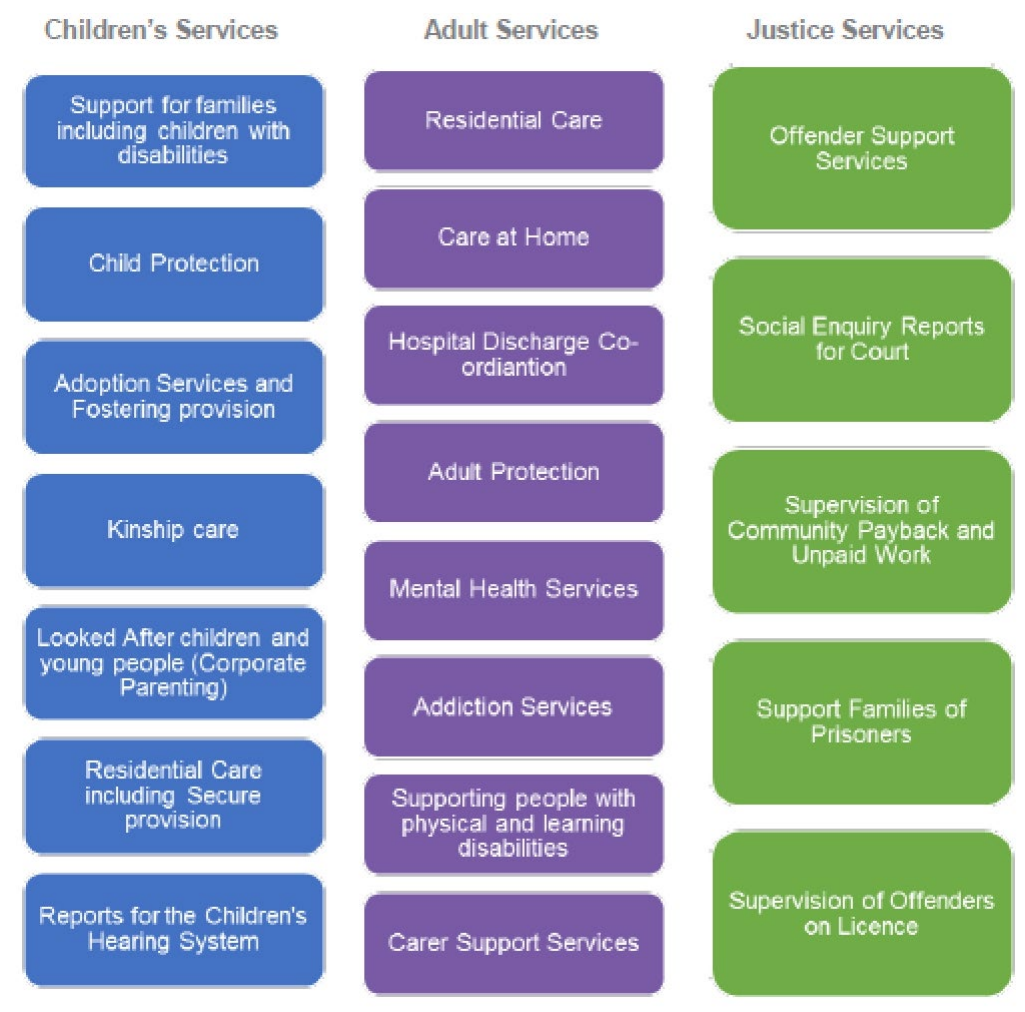 Children's Services
Support for families
including children with
disabilities
Child Protection
Adoption Services and
Fostering provision
Kinship care
Looked After children and
young people (Corporate
Parenting)
Residential Care
including Secure
provision
Reports for the Children's
Hearing System
Adult Services
Residential Care
Care at Home
Hospital Discharge Co-
ordiantion
Adult Protection
Mental Health Services
Addiction Services
Supporting people with
physical and learning
disabilities
Carer Support Services
Justice Services
Offender Support
Services
Social Enquiry Reports
for Court
Supervision of
Community Payback and
Unpaid Work
Support Families of
Prisoners
Supervision of Offenders
on Licence